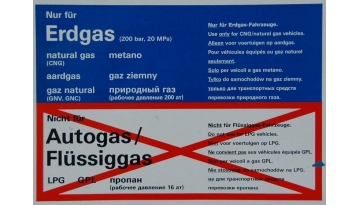 Nur für
Erdgas (200 bar, 20 MPa)
natural gas metano
(CNG)
aardgas gaz ziemny
gaz natural природный газ
(GNV, GNC) (рабочее давление 200 ат)
Nur für Erdgas-Fahrzeuge.
Use only for CNG/natural gas vehicles.
Alleen voor voertuigen op aardgas.
Pour véhicules équipés au gaz naturel
seulement.
Solo per veicoli a gas metano.
Tylko do samochodów na gaz ziemny.
только для транспортных средств
перевозки природного газа.
Nicht für
Autogas/
Flüssiggas
LPG GPL пропан
(рабочее давление 16 ат)
Nicht für Flüssiggas-Fahrzeuge.
Do not use for LPG vehicles.
Niet voor voertuigen op LPG.
Ne convient pas aux véhicules équipés GPL.
Non per veicoli a gas GPL.
Nie stosować do samochodów na LPG.
не для транспортных средств
перевозки пропана